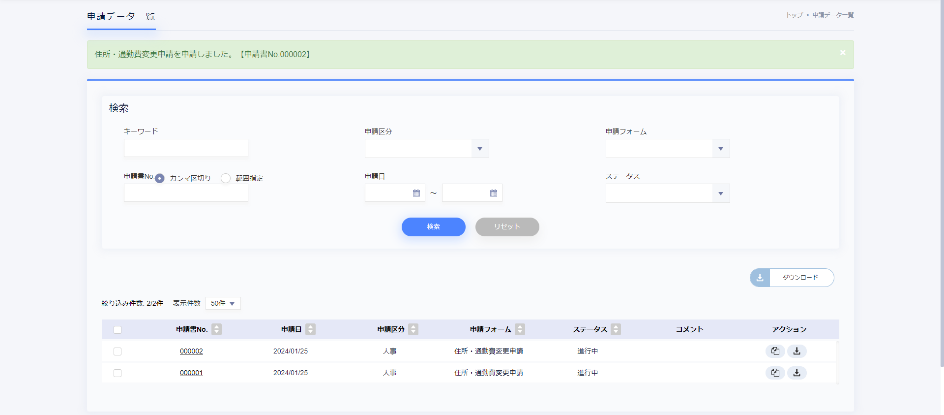 申請データ一覧
トップ • 申請データ一覧
住所・通勤費変更申請を申請しました。【申請書No 000002】
×
検索
キーワード
申請区分
申請フォーム
申請書No
カンマ区切り
範囲指定
申請日
～
ステータス
検索
リセット
ダウンロード
絞り込み件数: 2/2件
表示件数
50件
申請書No. 申請日 申請区分 申請フォーム ステータス コメント アクション
000002 2024/01/25 人事 住所・通勤費変更申請 進行中
000001 2024/01/25 人事 住所・通勤費変更申請 進行中